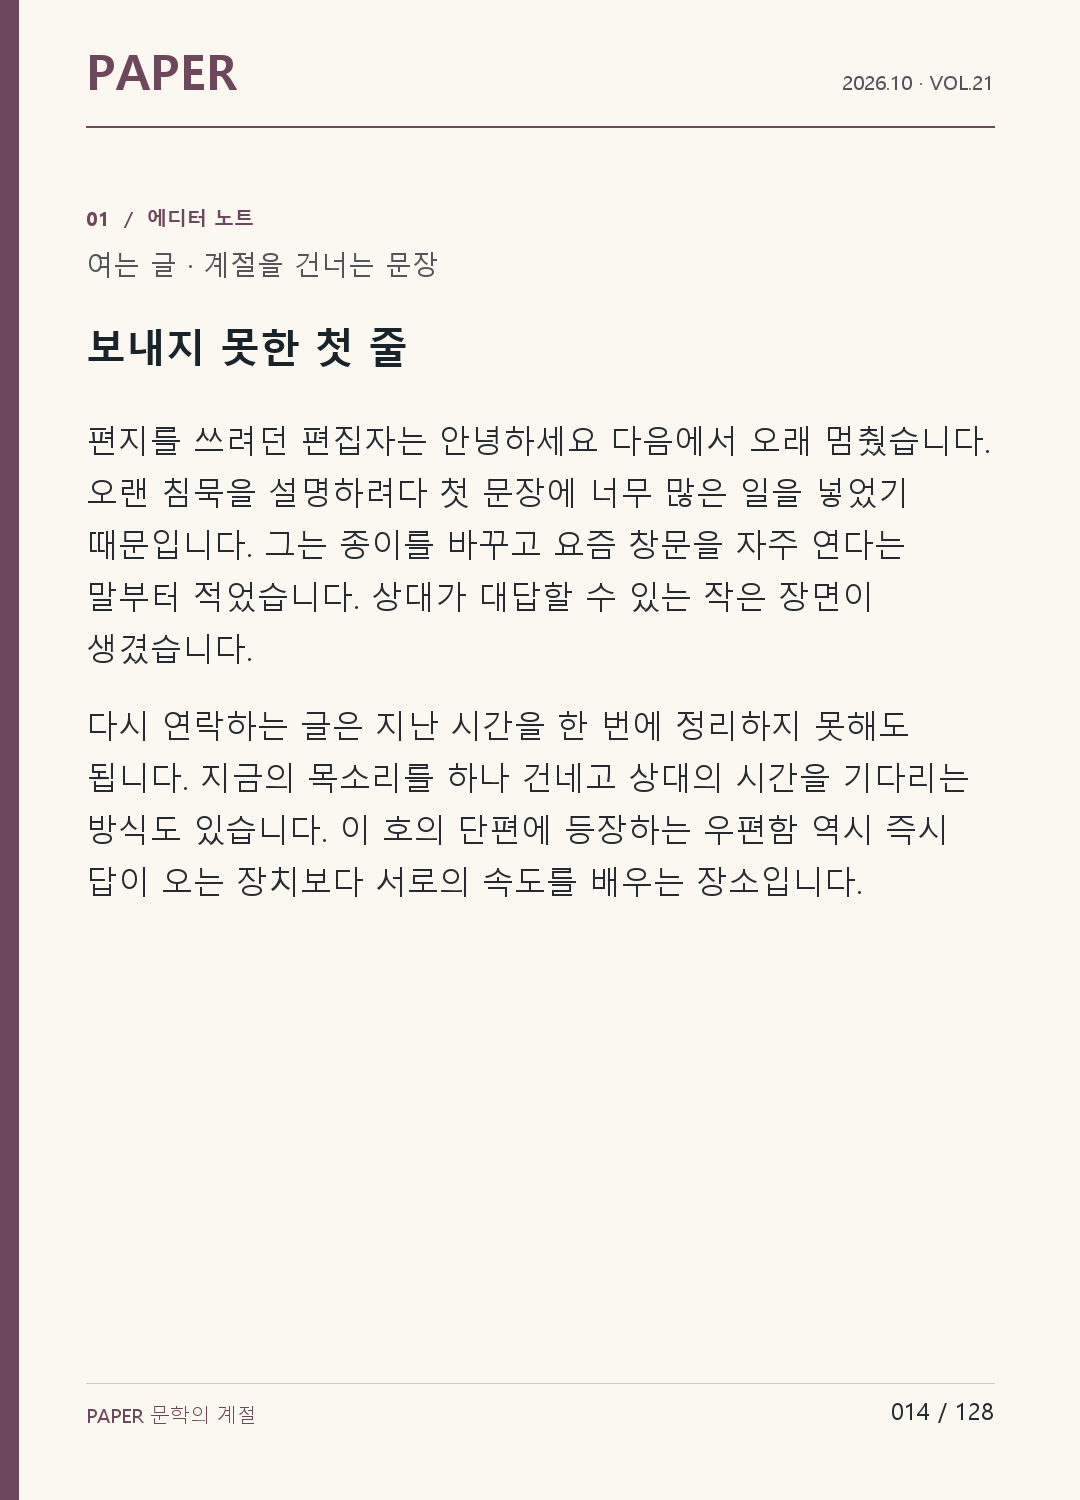 PAPER
2026.10 · VOL.21
01 / 에디터 노트
여는 글 · 계절을 건너는 문장
보내지 못한 첫 줄
편지를 쓰려던 편집자는 안녕하세요 다음에서 오래 멈췄습니다.
오랜 침묵을 설명하려다 첫 문장에 너무 많은 일을 넣었기
때문입니다. 그는 종이를 바꾸고 요즘 창문을 자주 연다는
말부터 적었습니다. 상대가 대답할 수 있는 작은 장면이
생겼습니다.
다시 연락하는 글은 지난 시간을 한 번에 정리하지 못해도
됩니다. 지금의 목소리를 하나 건네고 상대의 시간을 기다리는
방식도 있습니다. 이 호의 단편에 등장하는 우편함 역시 즉시
답이 오는 장치보다 서로의 속도를 배우는 장소입니다.
PAPER 문학의 계절
014 / 128